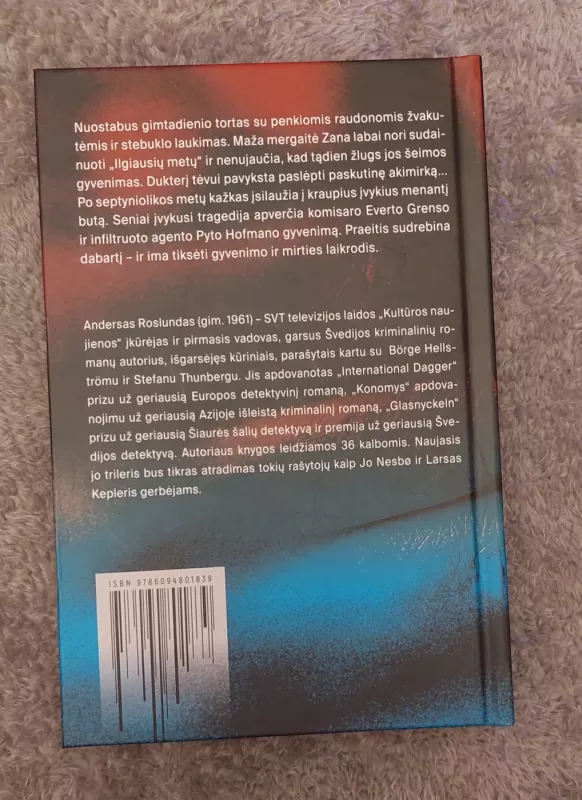 Nuostabus gimtadienio tortas su penkiomis raudonomis žvaku-
tėmis ir stebuklo laukimas. Maža mergaitė Zana labai nori sudai-
nuoti „Ilgiausių metų“ ir nenujaučia, kad tądien žlugs jos šeimos
gyvenimas. Dukterį tėvui pavyksta paslėpti paskutinę akimirką...
Po septyniolikos metų kažkas įsilaužia į kraupius įvykius menantį
butą. Seniai įvykusi tragedija apverčia komisaro Everto Grenso
ir infiltruoto agento Pyto Hofmano gyvenimą. Praeitis sudrebina
dabartį – ir ima tiksėti gyvenimo ir mirties laikrodis.
Andersas Roslundas (gim. 1961) – SVT televizijos laidos „Kultūros nau-
jienos“ įkūrėjas ir pirmasis vadovas, garsus Švedijos kriminalinių ro-
manų autorius, išgarsėjęs kūriniais, parašytais kartu su Börge Hells-
trömu ir Stefanu Thunbergu. Jis apdovanotas „International Dagger“
prizu už geriausią Europos detektyvinį romaną, „Konomys“ apdova-
nojimu už geriausią Azijoje išleistą kriminalinį romaną, „Glasnyckeln“
prizu už geriausią Šiaurės šalių detektyvą ir premija už geriausią Šve-
dijos detektyvą. Autoriaus knygos leidžiamos 36 kalbomis. Naujasis
jo trileris bus tikras atradimas tokių rašytojų kaip Jo Nesbø ir Larsas
Kepleris gerbėjams.
ISBN 9786094801839